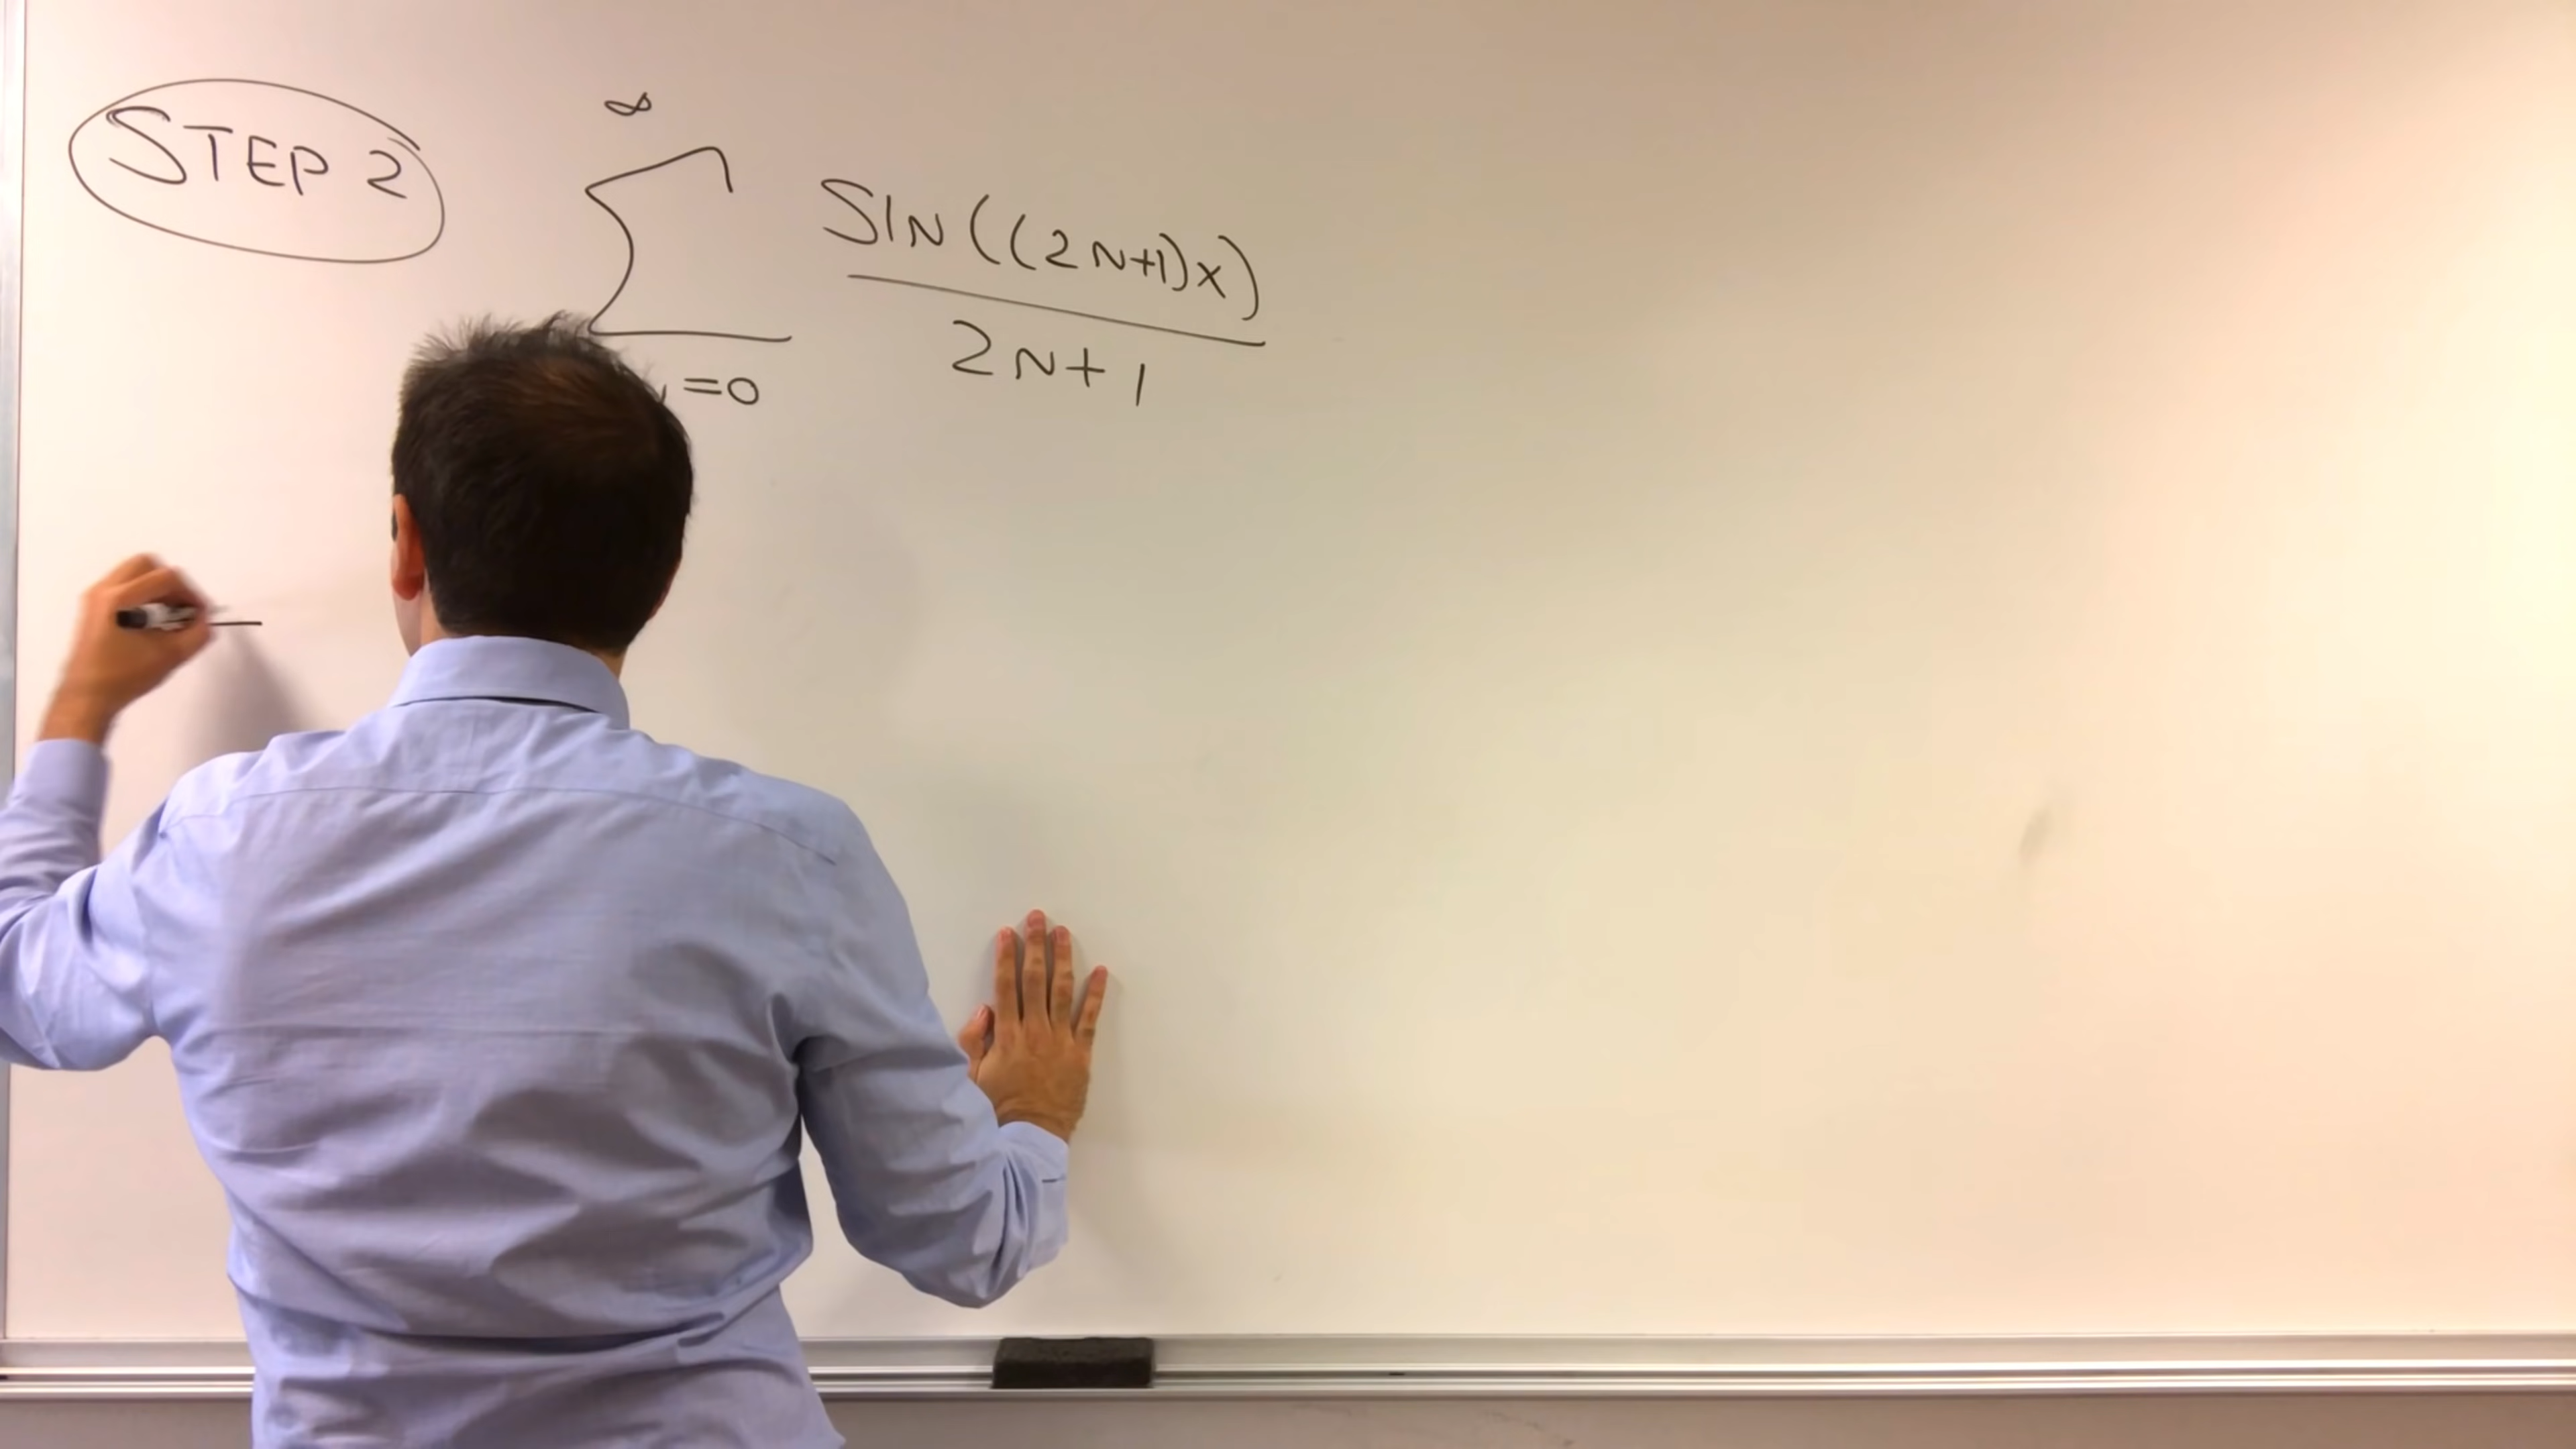 STEP 2
∞
∑ SIN((2N+1)x)
2N+1
=0